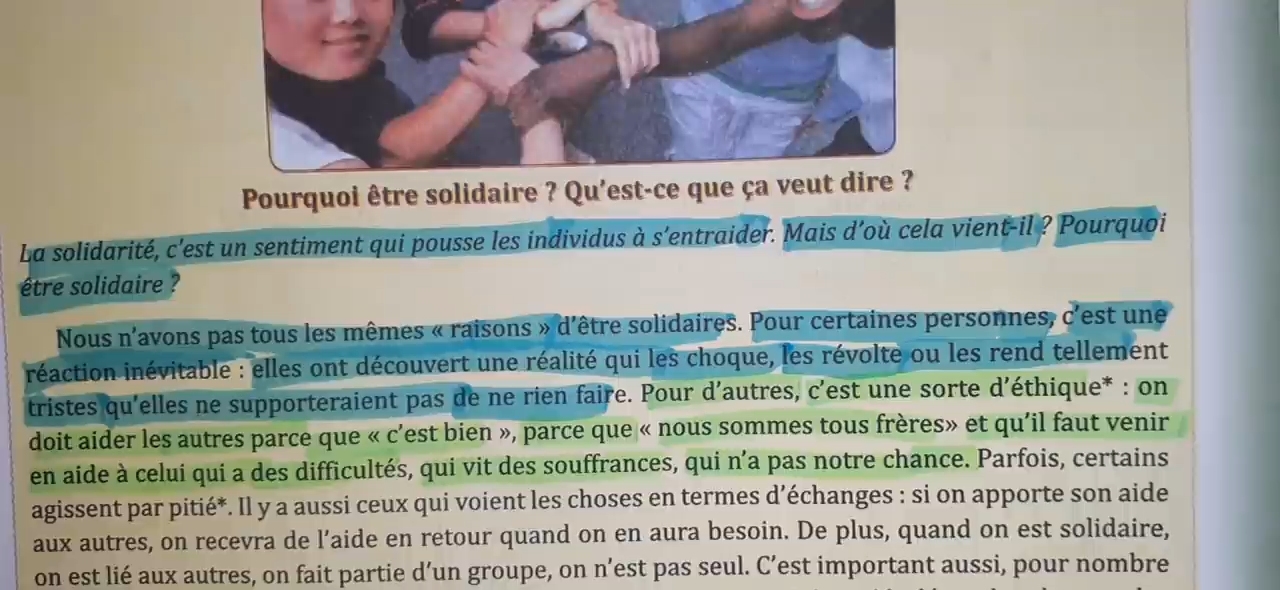 Pourquoi être solidaire ? Qu'est-ce que ça veut dire ?
La solidarité, c'est un sentiment qui pousse les individus à s'entraider. Mais d'où cela vient-il ? Pourquoi
être solidaire ?
Nous n'avons pas tous les mêmes « raisons » d'être solidaires. Pour certaines personnes, c'est une
réaction inévitable : elles ont découvert une réalité qui les choque, les révolte ou les rend tellement
tristes qu'elles ne supporteraient pas de ne rien faire. Pour d'autres, c'est une sorte d'éthique* : on
doit aider les autres parce que « c'est bien », parce que « nous sommes tous frères» et qu'il faut venir
en aide à celui qui a des difficultés, qui vit des souffrances, qui n'a pas notre chance. Parfois, certains
agissent par pitié*. Il y a aussi ceux qui voient les choses en termes d'échanges : si on apporte son aide
aux autres, on recevra de l'aide en retour quand on en aura besoin. De plus, quand on est solidaire,
on est lié aux autres, on fait partie d'un groupe, on n'est pas seul. C'est important aussi, pour nombre